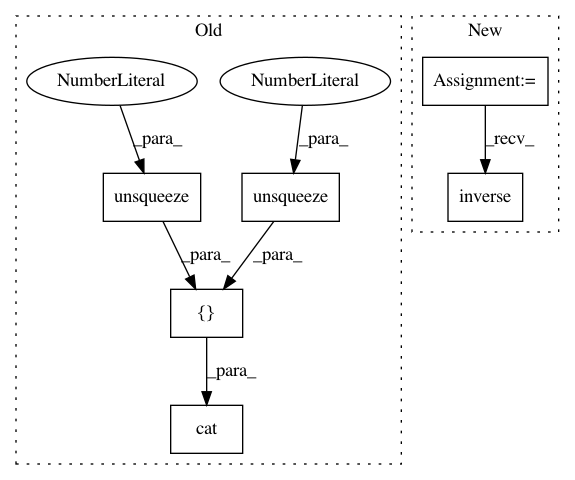 Old
New
NumberLiteral
NumberLiteral
Assignment:=
_para_
_para_
_recv_
unsqueeze
unsqueeze
inverse
_para_
_para_
{}
_para_
cat